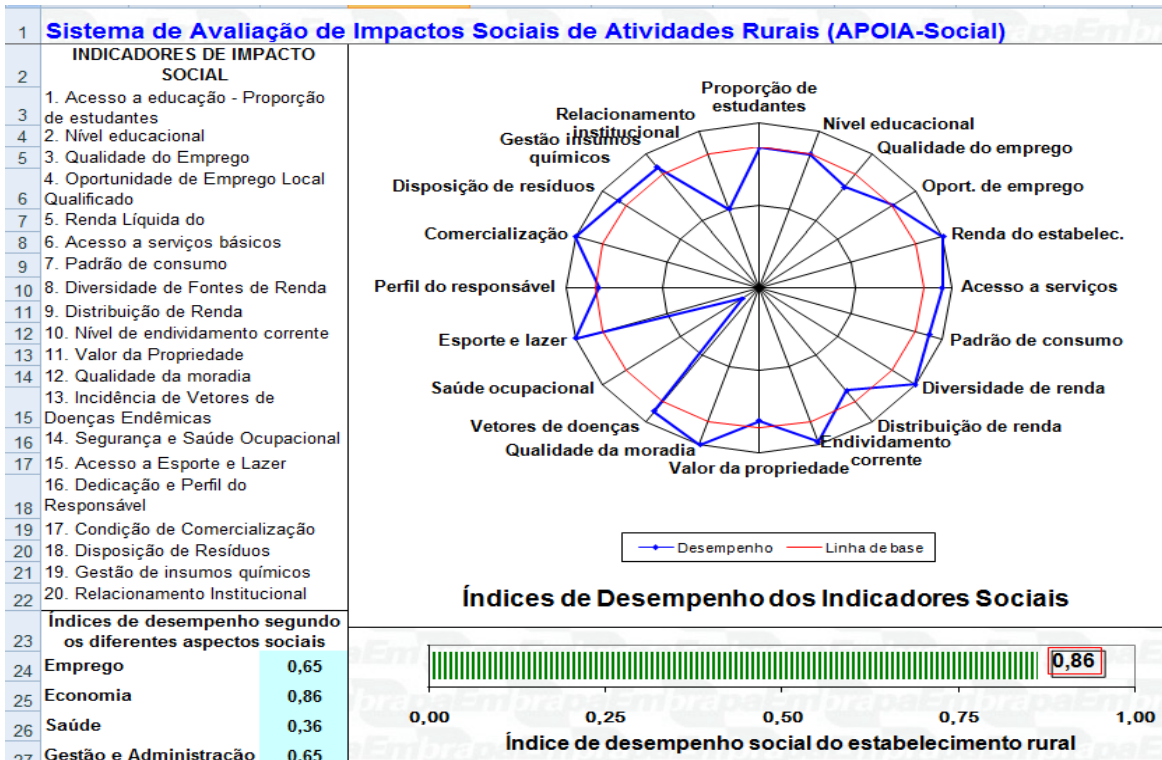 1 Sistema de Avaliação de Impactos Sociais de Atividades Rurais (APOIA-Social)
2 INDICADORES DE IMPACTO
SOCIAL
3 1. Acesso a educação - Proporção
de estudantes
4 2. Nível educacional
5 3. Qualidade do Emprego
6 4. Oportunidade de Emprego Local
Qualificado
7 5. Renda Líquida do
8 6. Acesso a serviços básicos
9 7. Padrão de consumo
10 8. Diversidade de Fontes de Renda
11 9. Distribuição de Renda
12 10. Nível de endividamento corrente
13 11. Valor da Propriedade
14 12. Qualidade da moradia
15 13. Incidência de Vetores de
Doenças Endêmicas
16 14. Segurança e Saúde Ocupacional
17 15. Acesso a Esporte e Lazer
18 16. Dedicação e Perfil do
Responsável
19 17. Condição de Comercialização
20 18. Disposição de Resíduos
21 19. Gestão de insumos químicos
22 20. Relacionamento Institucional
23 Índices de desempenho segundo
os diferentes aspectos sociais
24 Emprego 0,65
25 Economia 0,86
26 Saúde 0,36
27 Gestão e Administração 0,65
Proporção de
estudantes
Nível educacional
Qualidade do emprego
Oport. de emprego
Renda do estabelec.
Acesso a serviços
Padrão de consumo
Diversidade de renda
Distribuição de renda
Endividamento
corrente
Valor da propriedade
Qualidade da moradia
Vetores de doenças
Saúde ocupacional
Esporte e lazer
Perfil do responsável
Comercialização
Disposição de resíduos
Gestão insumos
químicos
Relacionamento
institucional
Desempenho Linha de base
Índices de Desempenho dos Indicadores Sociais
0,86
0,00 0,25 0,50 0,75 1,00
Índice de desempenho social do estabelecimento rural